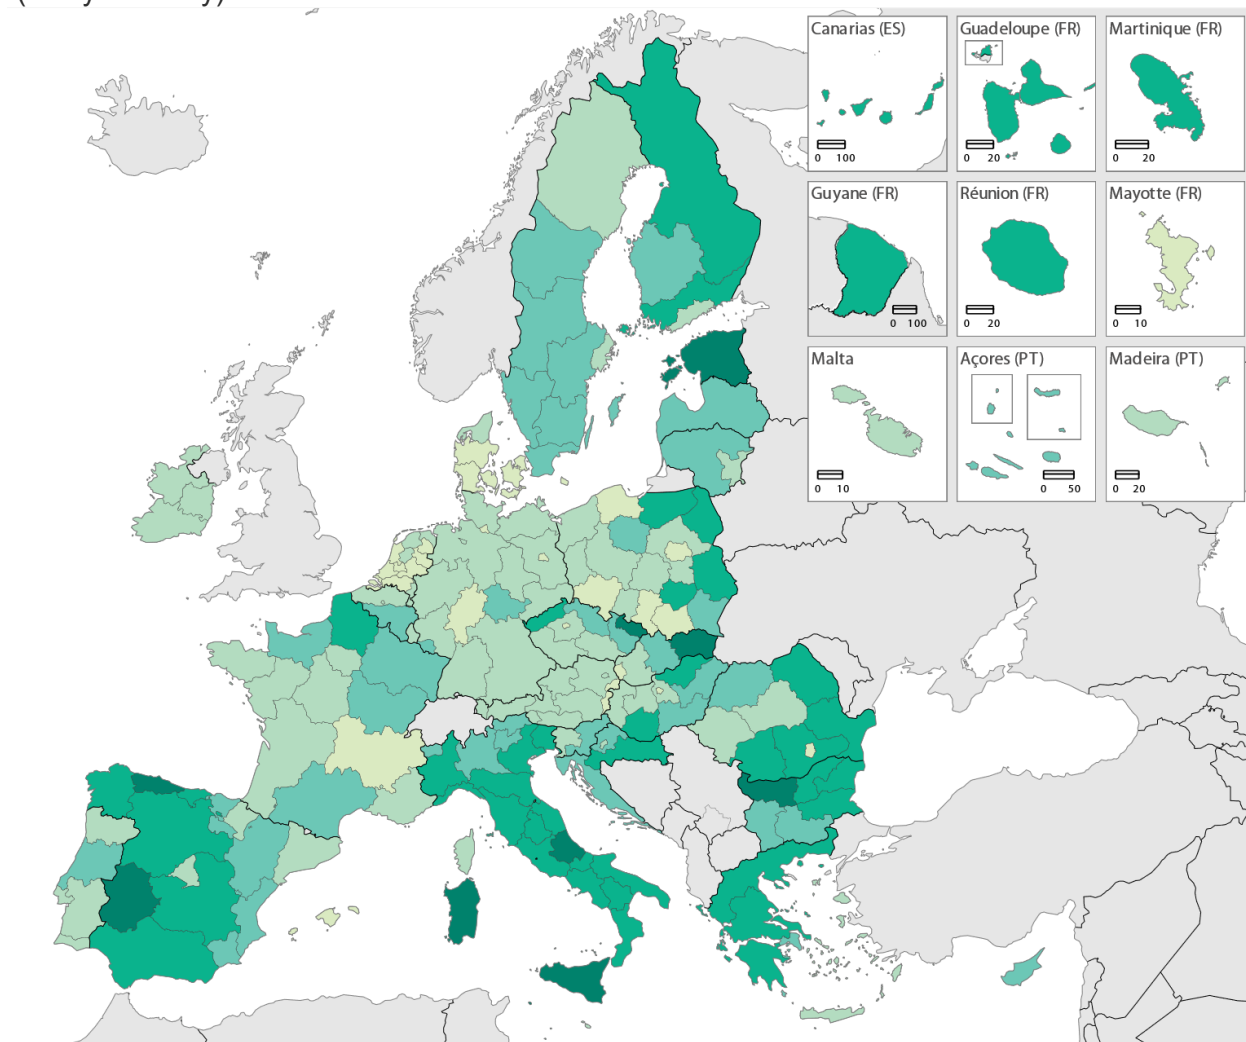 Canarias (ES)
0 100
Guadeloupe (FR)
0 20
Martinique (FR)
0 20
Guyane (FR)
0 100
Réunion (FR)
0 20
Mayotte (FR)
0 10
Malta
0 10
Açores (PT)
0 50
Madeira (PT)
0 20